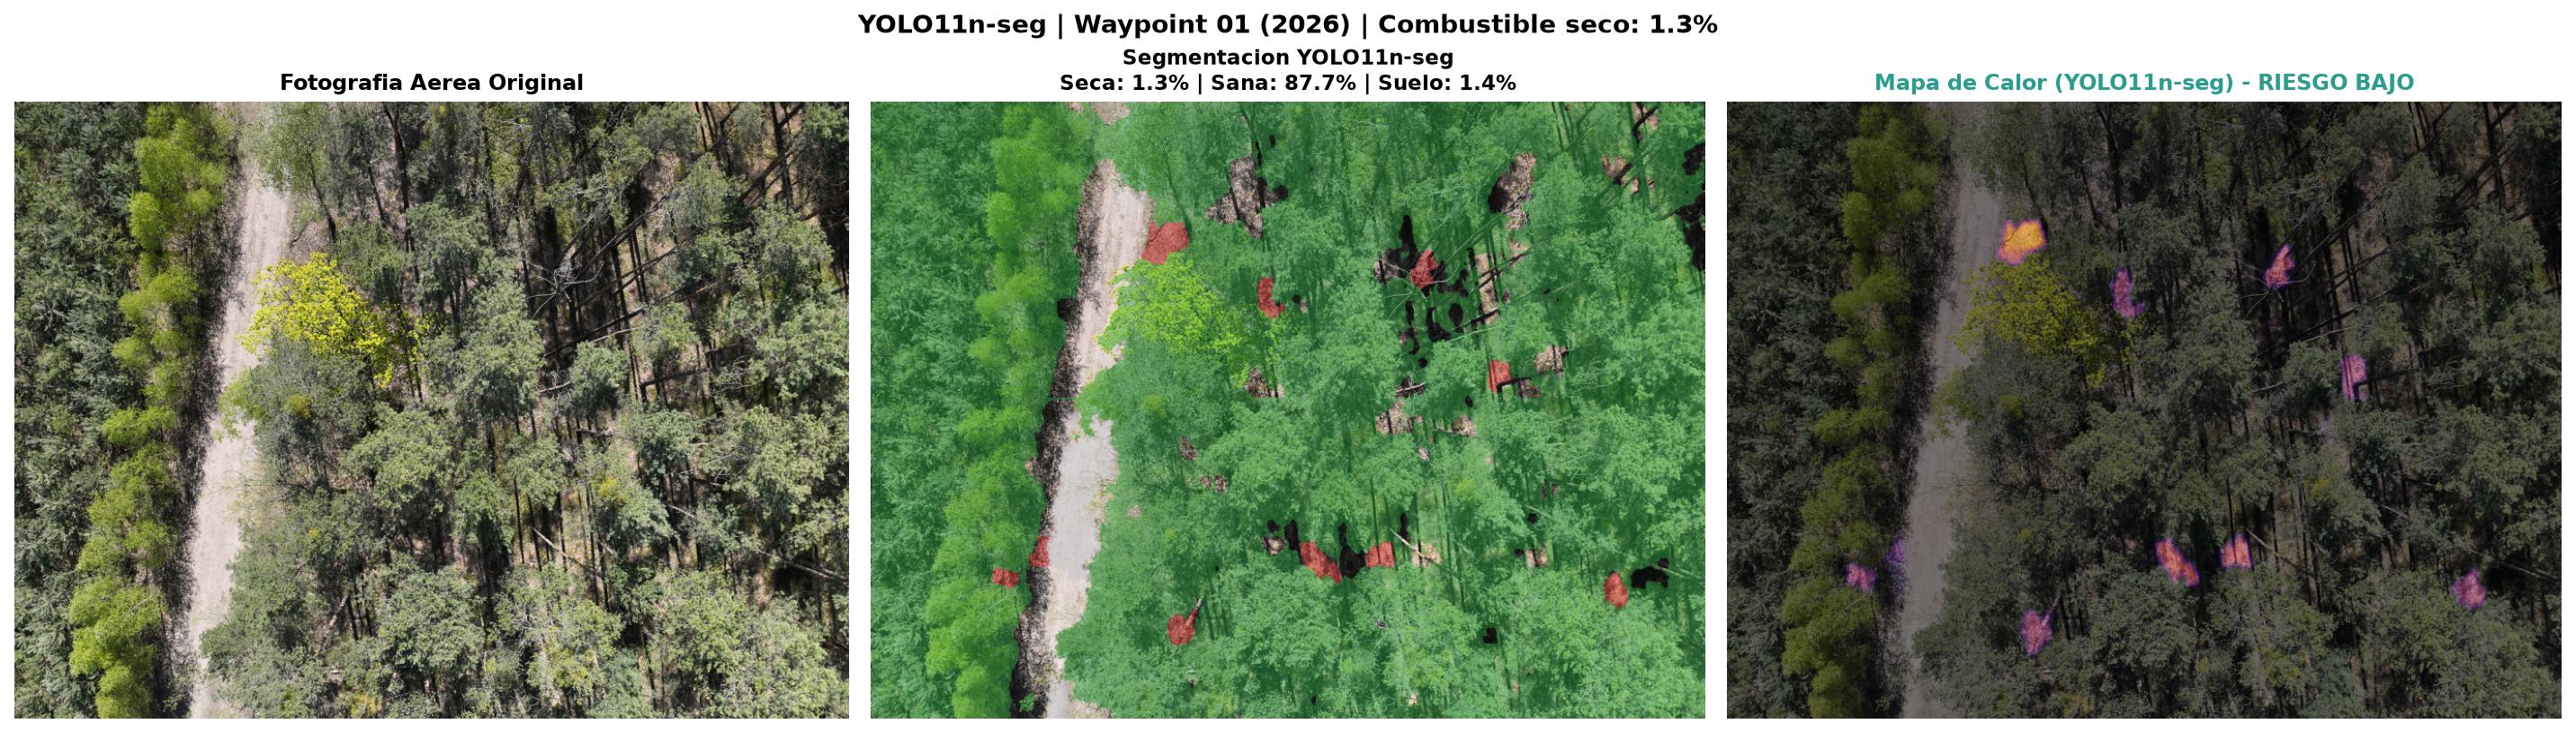 YOLO11n-seg | Waypoint 01 (2026) | Combustible seco: 1.3%
Fotografia Aerea Original
Segmentacion YOLO11n-seg
Seca: 1.3% | Sana: 87.7% | Suelo: 1.4%
Mapa de Calor (YOLO11n-seg) - RIESGO BAJO